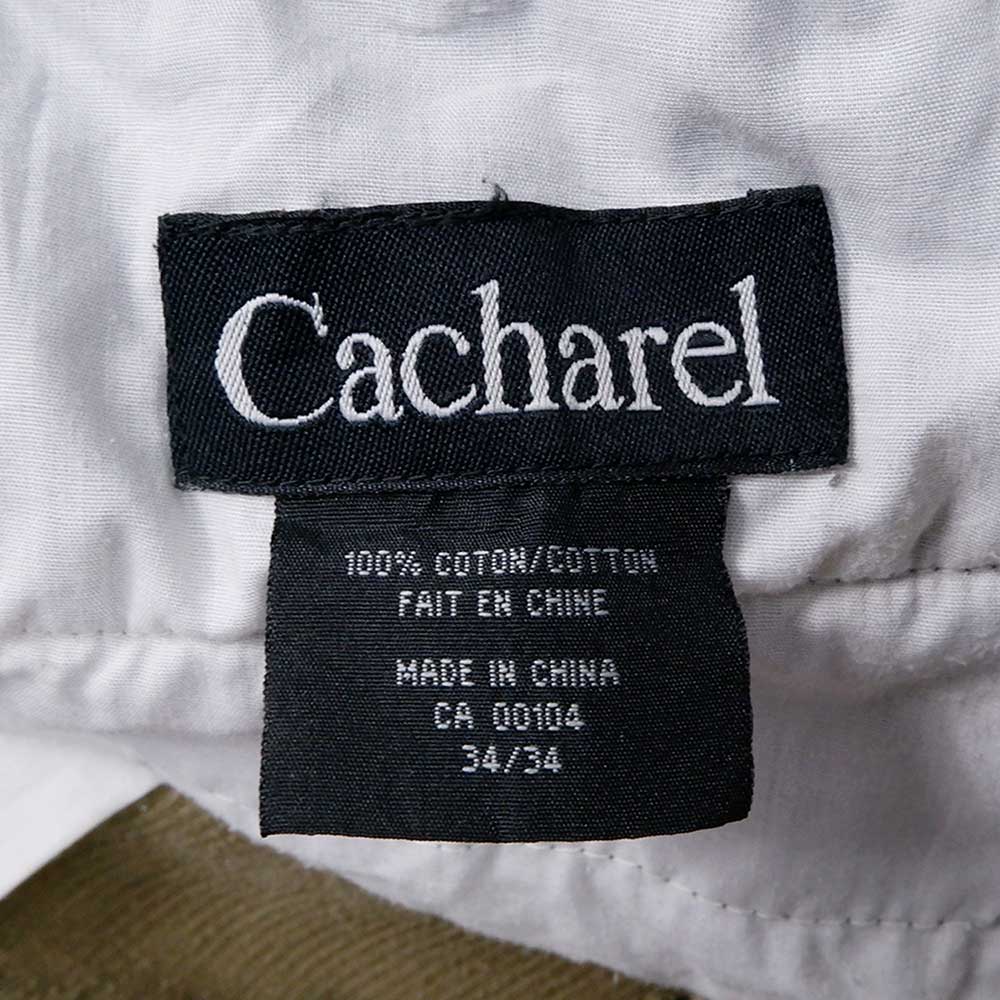 Cacharel
100% COTON/COTTON
FAIT EN CHINE
MADE IN CHINA
CA 00104
34/34